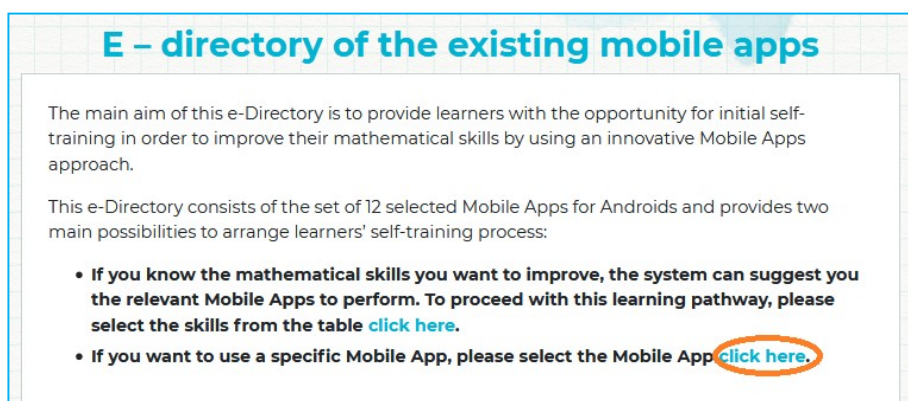 E – directory of the existing mobile apps
The main aim of this e-Directory is to provide learners with the opportunity for initial self-
training in order to improve their mathematical skills by using an innovative Mobile Apps
approach.
This e-Directory consists of the set of 12 selected Mobile Apps for Androids and provides two
main possibilities to arrange learners’ self-training process:
• If you know the mathematical skills you want to improve, the system can suggest you
the relevant Mobile Apps to perform. To proceed with this learning pathway, please
select the skills from the table click here.
• If you want to use a specific Mobile App, please select the Mobile App click here.